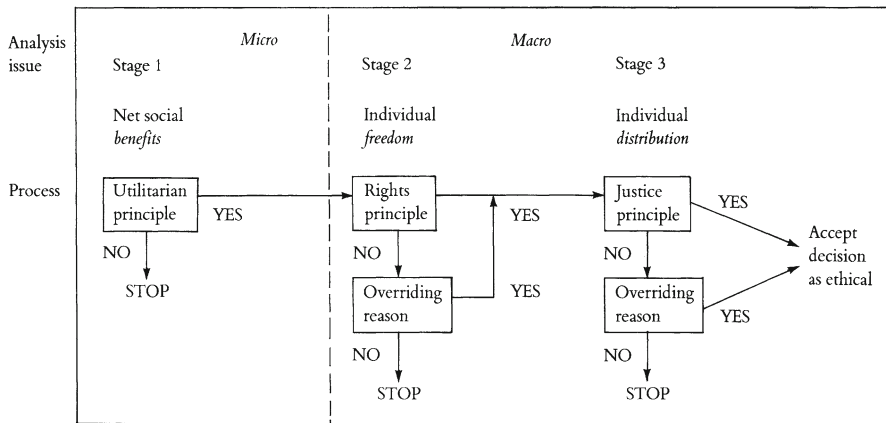 Analysis
issue
Micro
Macro
Stage 1
Stage 2
Stage 3
Net social
benefits
Individual
freedom
Individual
distribution
Process
Utilitarian
principle
YES
NO
STOP
Rights
principle
YES
NO
Overriding
reason
YES
NO
STOP
Justice
principle
YES
NO
Overriding
reason
YES
NO
STOP
Accept
decision
as ethical